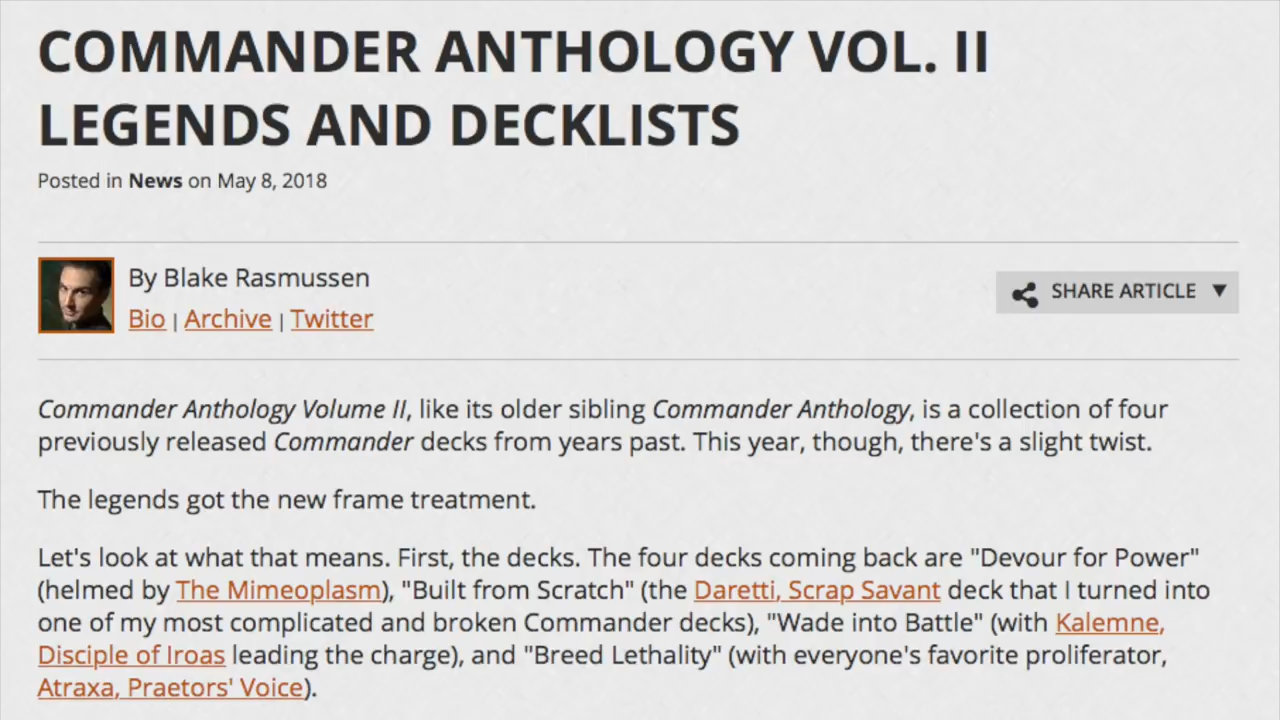 COMMANDER ANTHOLOGY VOL. II
LEGENDS AND DECKLISTS
Posted in News on May 8, 2018
By Blake Rasmussen
Bio | Archive | Twitter
SHARE ARTICLE ▼
Commander Anthology Volume II, like its older sibling Commander Anthology, is a collection of four
previously released Commander decks from years past. This year, though, there's a slight twist.
The legends got the new frame treatment.
Let's look at what that means. First, the decks. The four decks coming back are "Devour for Power"
(helmed by The Mimeoplasm), "Built from Scratch" (the Daretti, Scrap Savant deck that I turned into
one of my most complicated and broken Commander decks), "Wade into Battle" (with Kalemne,
Disciple of Iroas leading the charge), and "Breed Lethality" (with everyone's favorite proliferator,
Atraxa, Praetors' Voice).